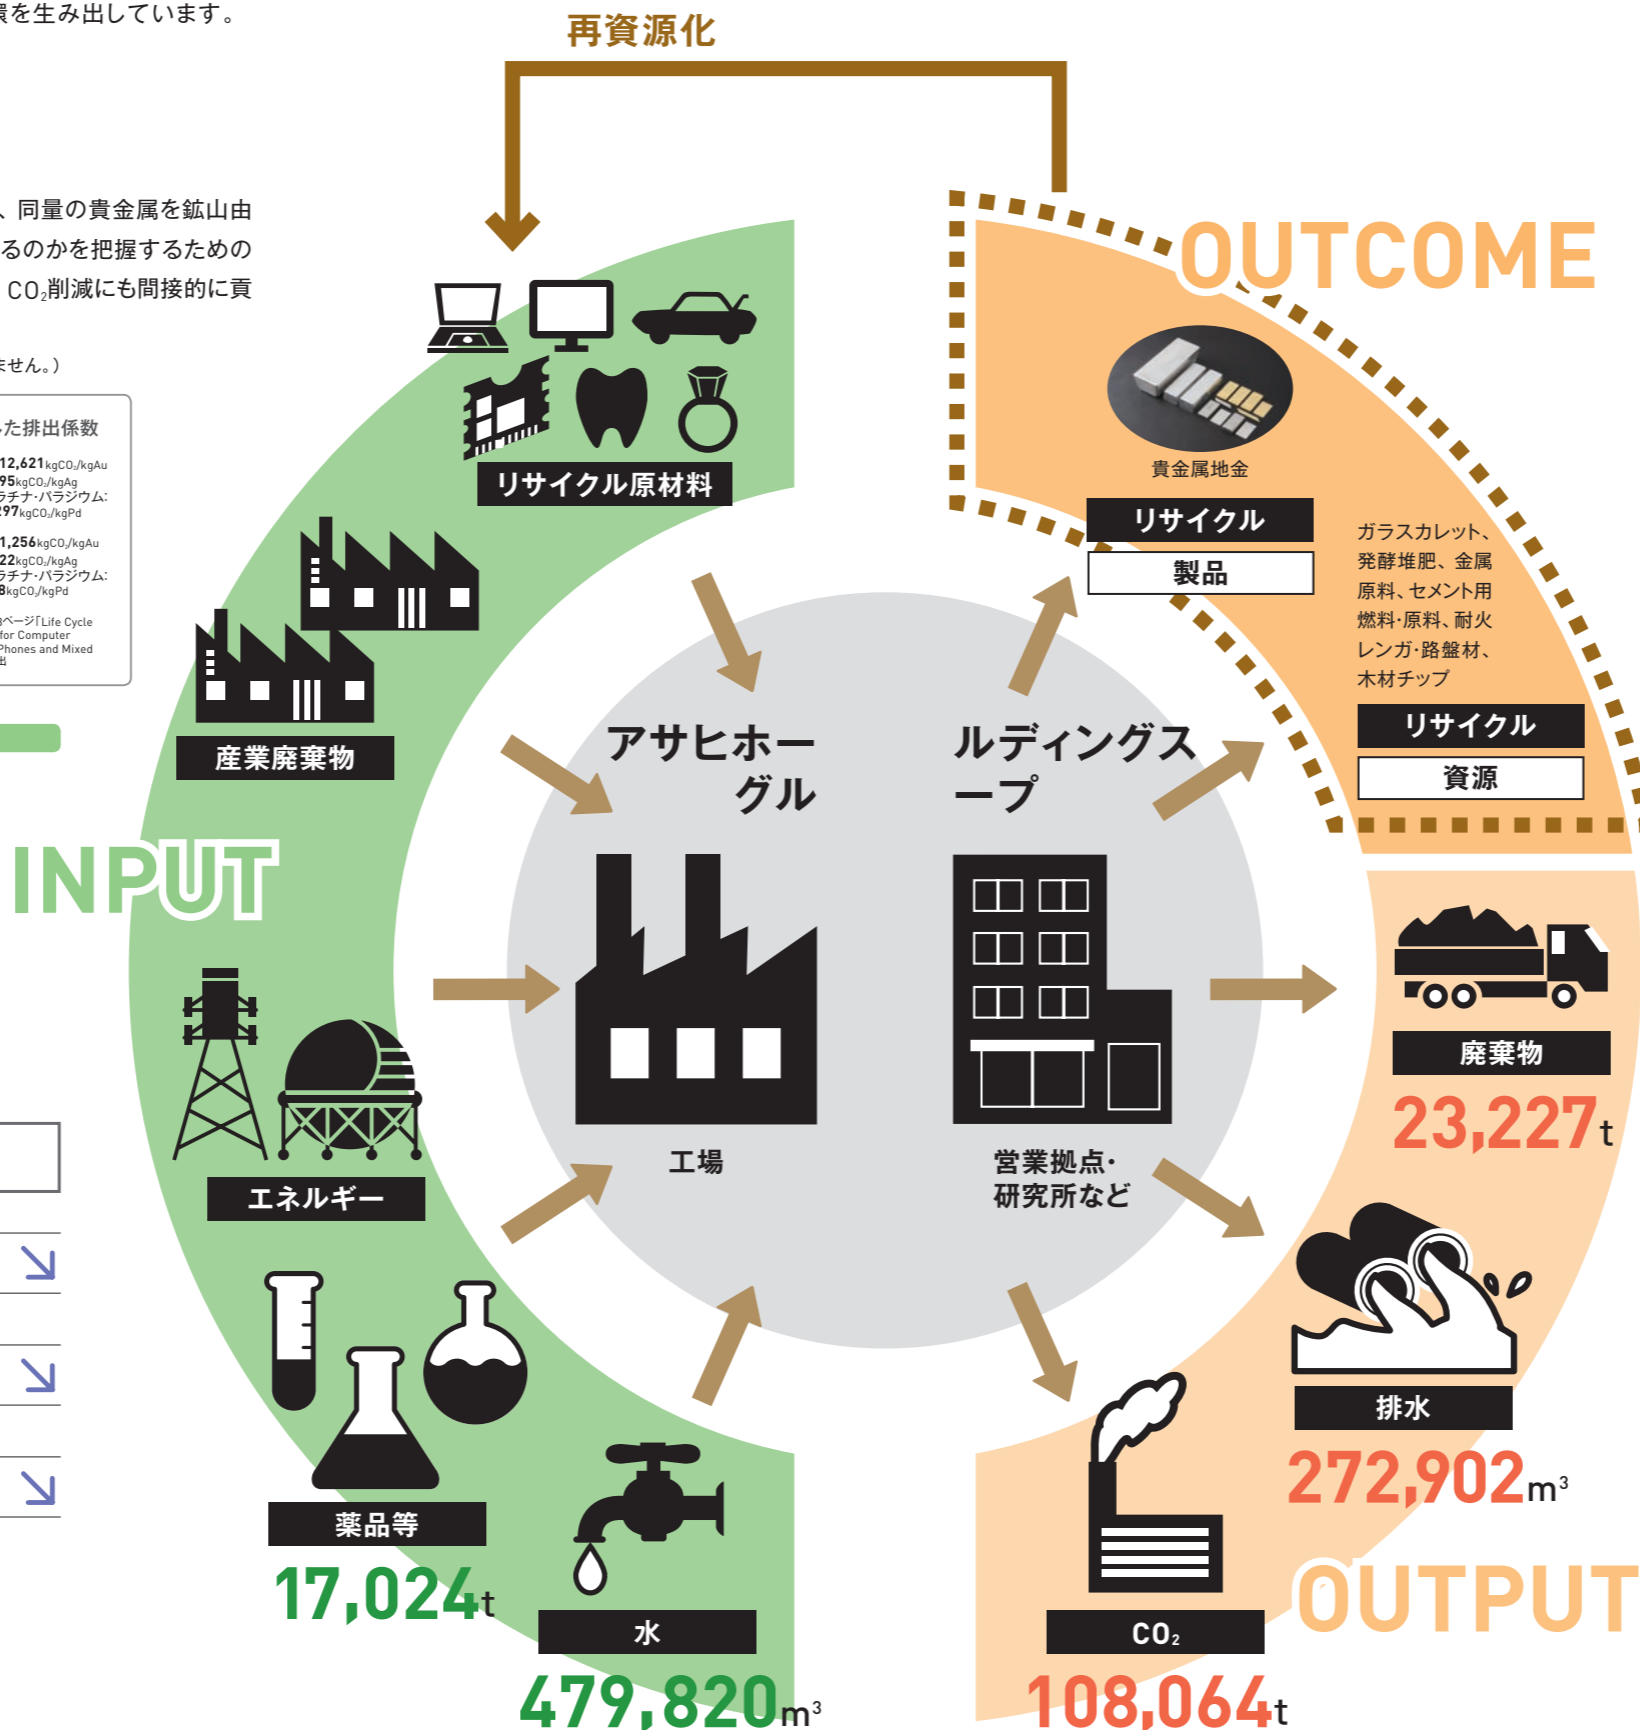 環を生み出しています。
再資源化
、同量の貴金属を鉱山由
るのかを把握するための
CO₂削減にも間接的に貢
ません。）
た排出係数
12,621kgCO₂/kgAu
95kgCO₂/kgAg
ラチナ・パラジウム：
297kgCO₂/kgPd
1,256kgCO₂/kgAu
22kgCO₂/kgAg
ラチナ・パラジウム：
8kgCO₂/kgPd
ページ「Life Cycle
for Computer
Phones and Mixed
出
INPUT
リサイクル原材料
産業廃棄物
エネルギー
薬品等
17,024t
水
479,820m³
アサヒホールディングス
グループ
工場
営業拠点・
研究所など
OUTCOME
貴金属地金
リサイクル
製品
ガラスカレット、
発酵堆肥、金属
原料、セメント用
燃料・原料、耐火
レンガ・路盤材、
木材チップ
リサイクル
資源
廃棄物
23,227t
排水
272,902m³
OUTPUT
CO₂
108,064t